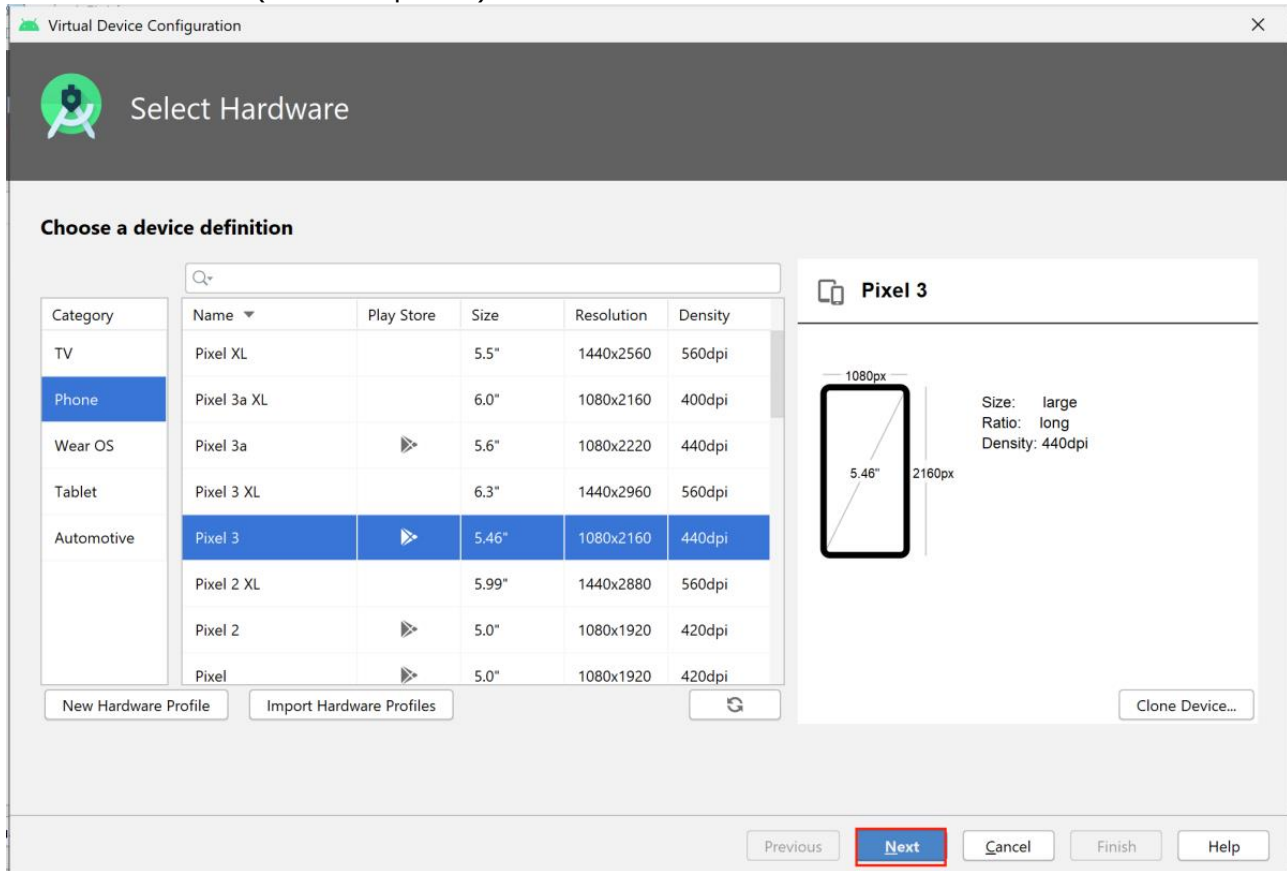 Virtual Device Configuration
Select Hardware
Choose a device definition
Category
TV
Phone
Wear OS
Tablet
Automotive
Name Play Store Size Resolution Density
Pixel XL 5.5" 1440x2560 560dpi
Pixel 3a XL 6.0" 1080x2160 400dpi
Pixel 3a 5.6" 1080x2220 440dpi
Pixel 3 XL 6.3" 1440x2960 560dpi
Pixel 3 5.46" 1080x2160 440dpi
Pixel 2 XL 5.99" 1440x2880 560dpi
Pixel 2 5.0" 1080x1920 420dpi
Pixel 5.0" 1080x1920 420dpi
New Hardware Profile Import Hardware Profiles
Pixel 3
1080px
5.46" 2160px
Size: large
Ratio: long
Density: 440dpi
Clone Device...
Previous Next Cancel Finish Help